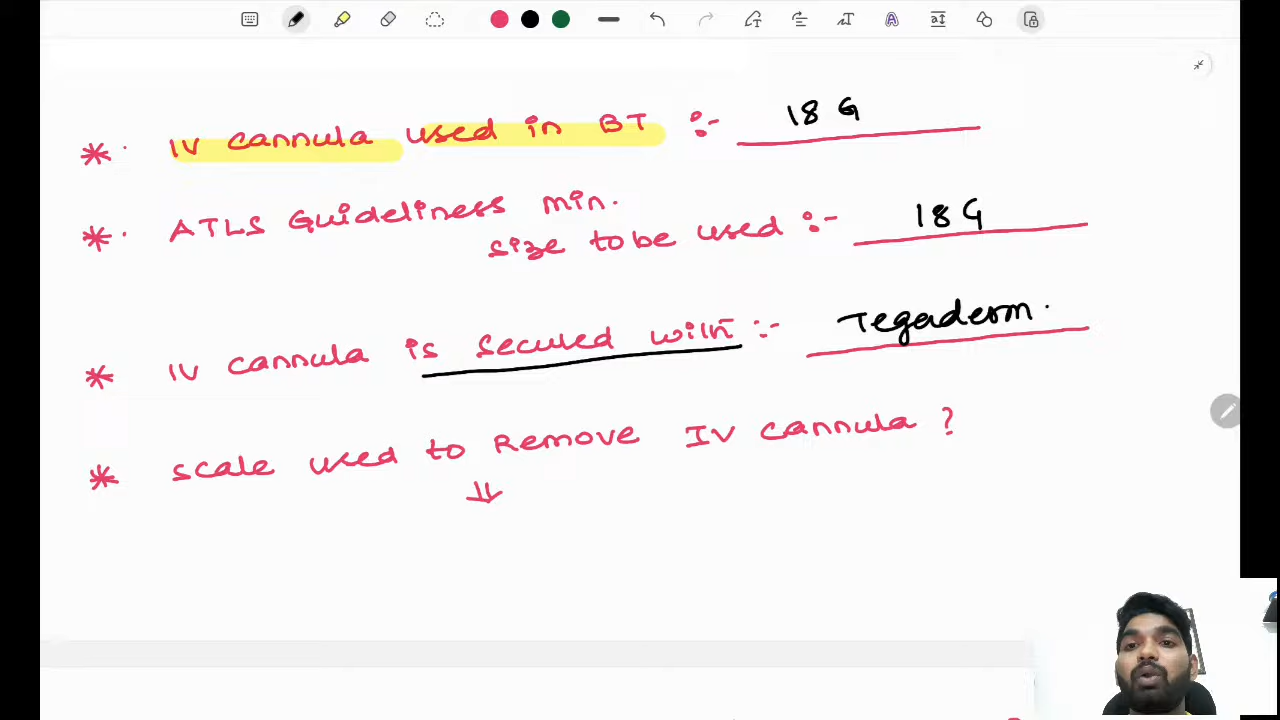 * IV cannula used in BT :- 18 G
* ATLS Guideliness min.
size to be used :- 18 G
* IV cannula is secured with :- Tegaderm.
* scale used to Remove IV cannula ?